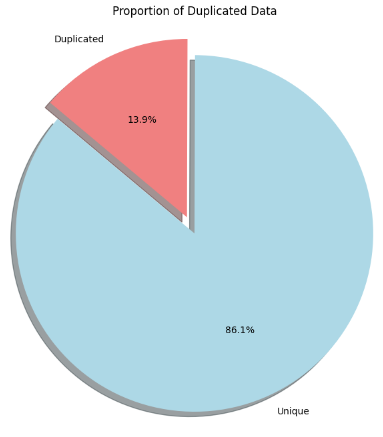 Proportion of Duplicated Data
Duplicated
13.9%
86.1%
Unique